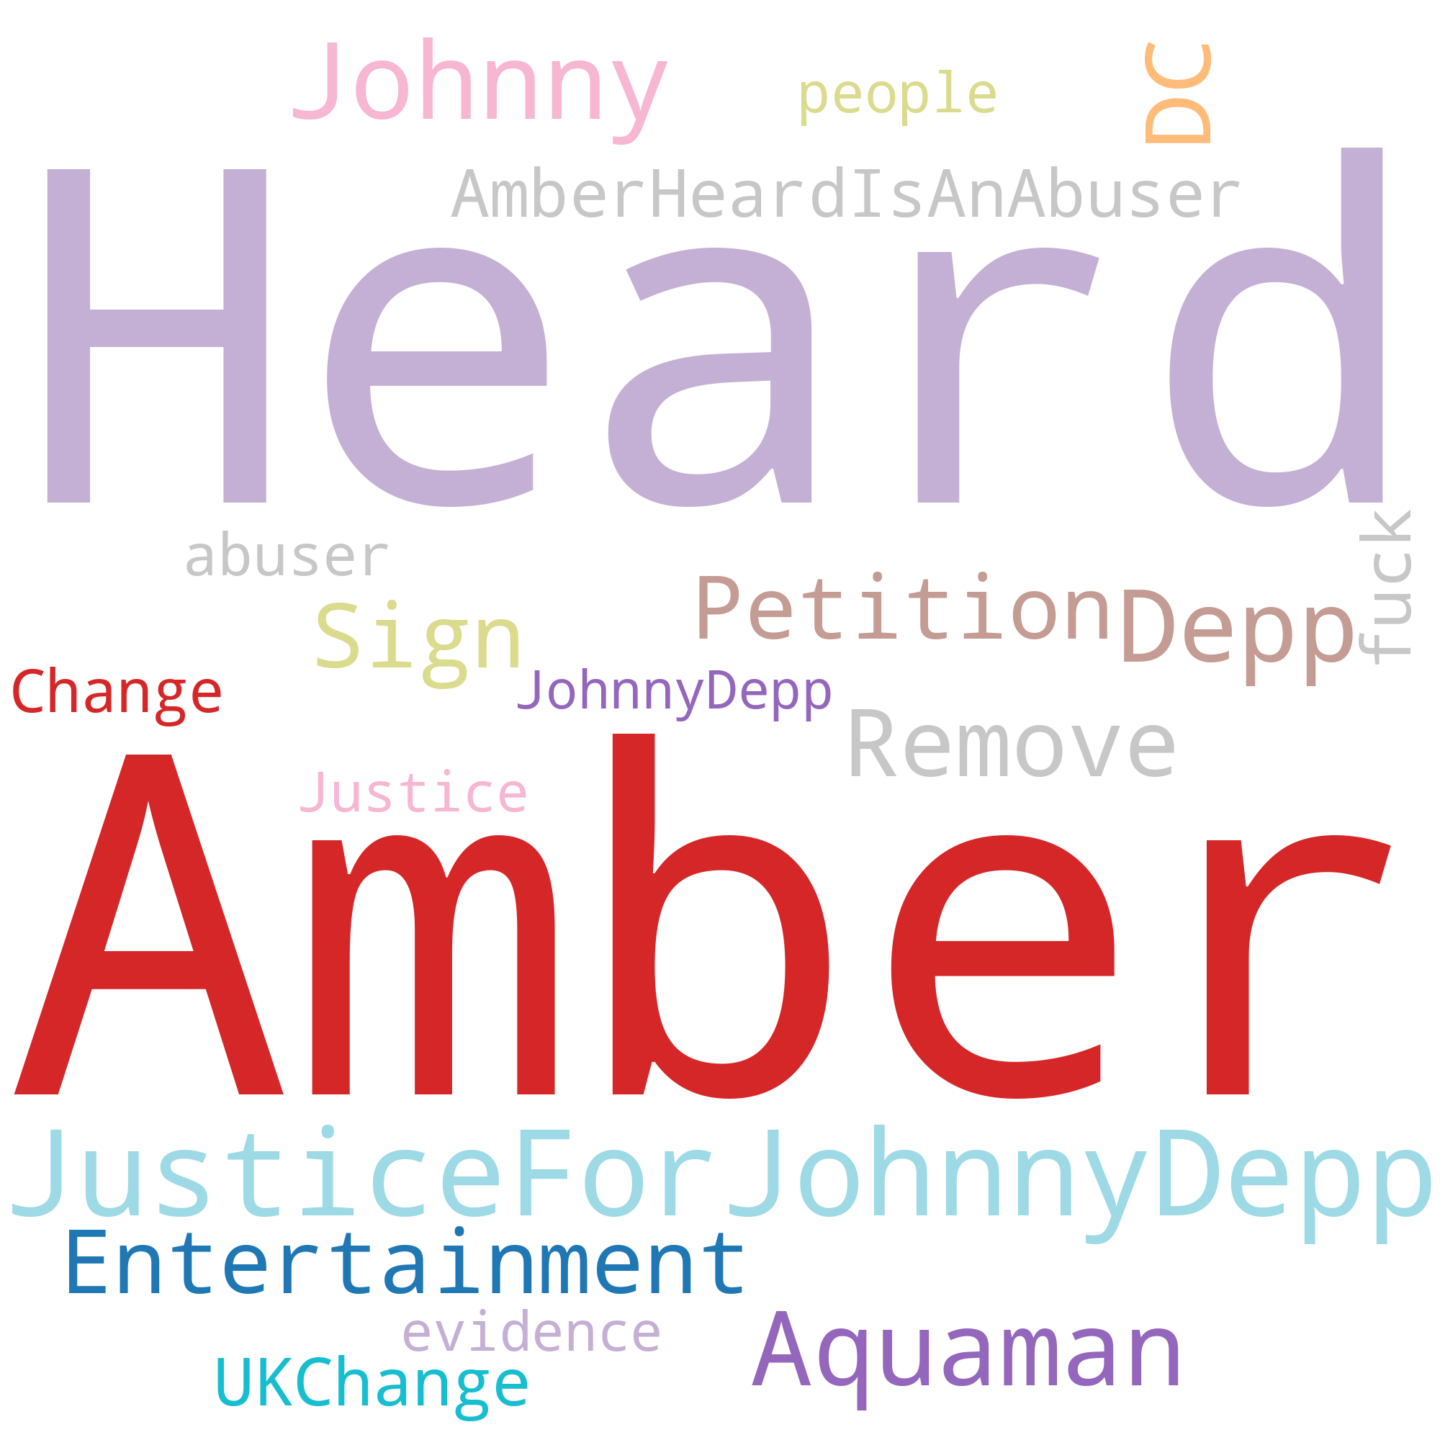 Johnny
people
DC
AmberHeardIsAnAbuser
Heard
abuser
fuck
Sign
Petition
Depp
Change
JohnnyDepp
Remove
Justice
Amber
JusticeForJohnnyDepp
Entertainment
evidence
Aquaman
UKChange